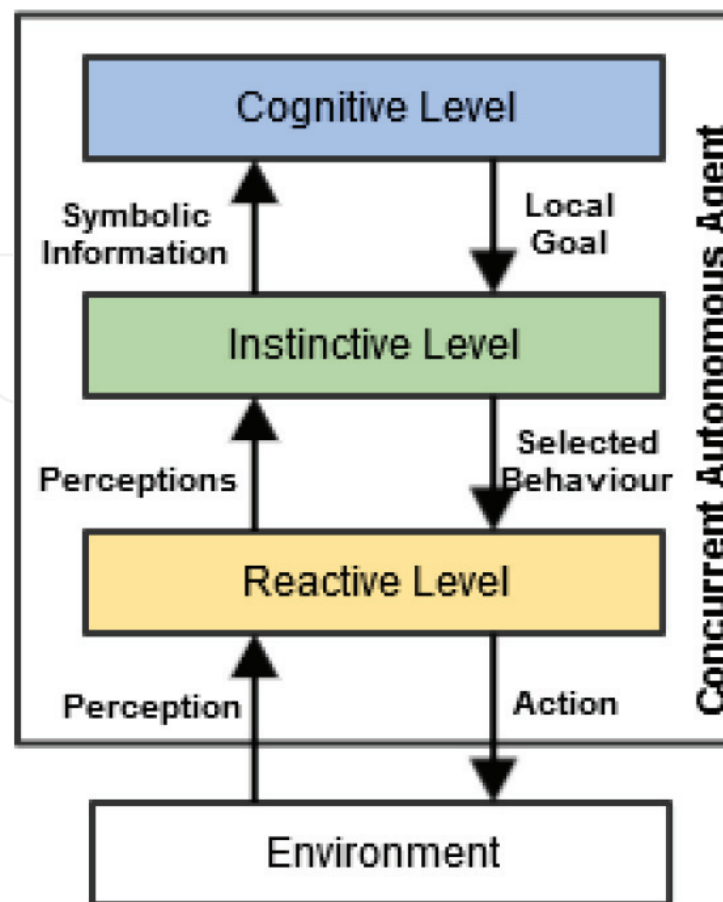 Cognitive Level
Symbolic
Information
Local
Goal
Instinctive Level
Perceptions
Selected
Behaviour
Reactive Level
Perception
Action
Environment
Concurrent Autonomous Agent